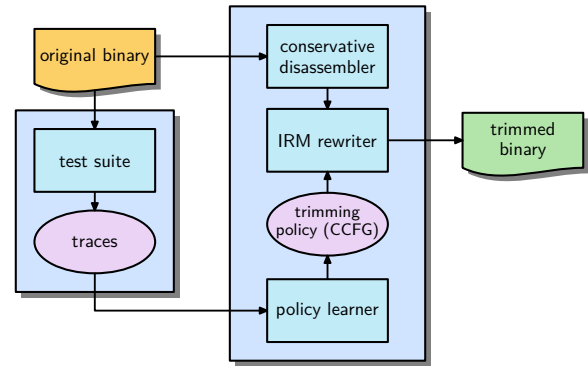 original binary
conservative
disassembler
test suite
IRM rewriter
trimmed
binary
traces
trimming
policy (CCFG)
policy learner